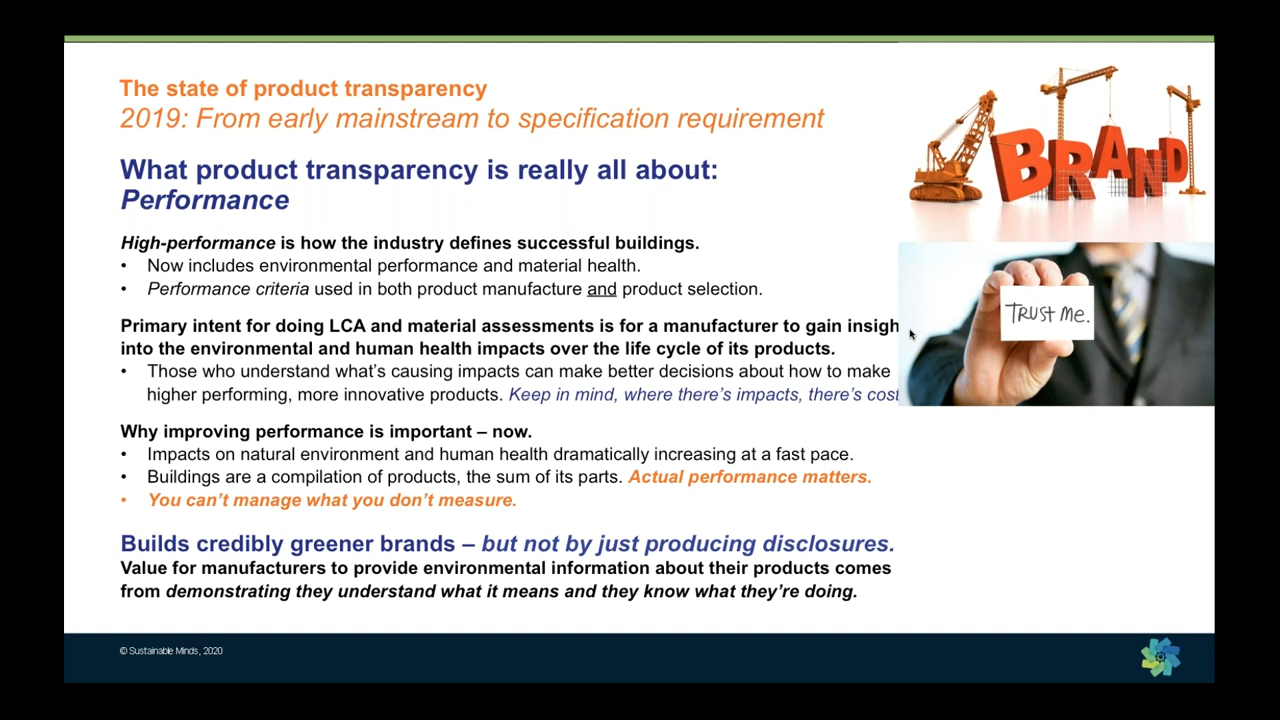 The state of product transparency
2019: From early mainstream to specification requirement
What product transparency is really all about:
Performance
High-performance is how the industry defines successful buildings.
• Now includes environmental performance and material health.
• Performance criteria used in both product manufacture and product selection.
Primary intent for doing LCA and material assessments is for a manufacturer to gain insigh
into the environmental and human health impacts over the life cycle of its products.
• Those who understand what's causing impacts can make better decisions about how to make
higher performing, more innovative products. Keep in mind, where there's impacts, there's cost
Why improving performance is important – now.
• Impacts on natural environment and human health dramatically increasing at a fast pace.
• Buildings are a compilation of products, the sum of its parts. Actual performance matters.
• You can't manage what you don't measure.
Builds credibly greener brands – but not by just producing disclosures.
Value for manufacturers to provide environmental information about their products comes
from demonstrating they understand what it means and they know what they're doing.
BRAND
TRUST ME.
© Sustainable Minds, 2020